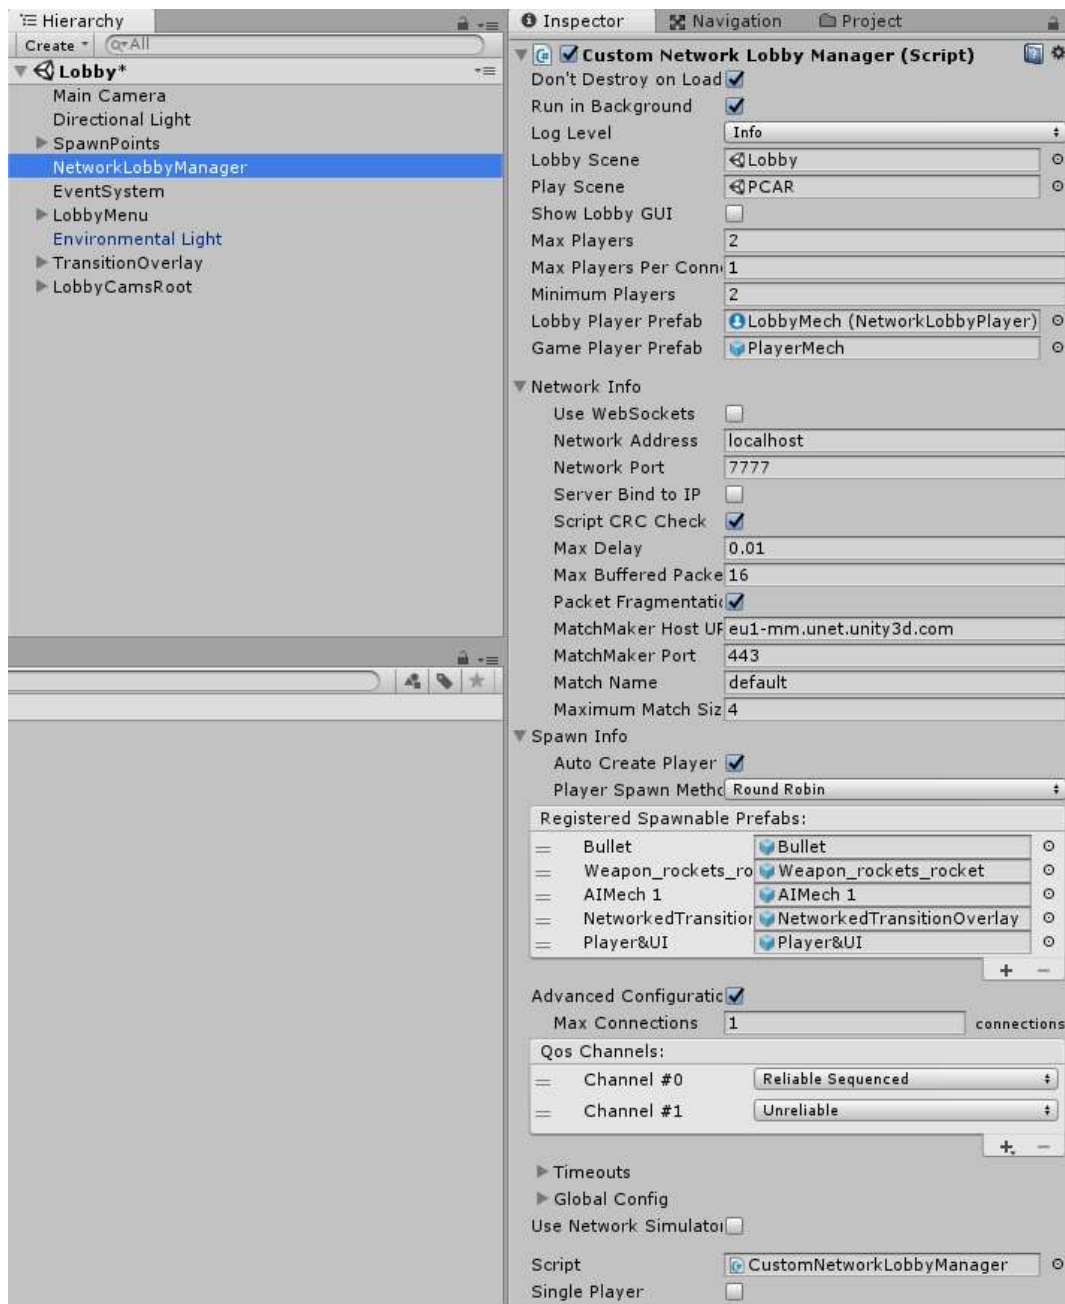 Hierarchy
Create
All
Lobby*
Main Camera
Directional Light
SpawnPoints
NetworkLobbyManager
EventSystem
LobbyMenu
Environmental Light
TransitionOverlay
LobbyCamsRoot
Inspector Navigation Project
Custom Network Lobby Manager (Script)
Don't Destroy on Load
Run in Background
Log Level Info
Lobby Scene Lobby
Play Scene PCAR
Show Lobby GUI
Max Players 2
Max Players Per Conn 1
Minimum Players 2
Lobby Player Prefab LobbyMech (NetworkLobbyPlayer)
Game Player Prefab PlayerMech
Network Info
Use WebSockets
Network Address localhost
Network Port 7777
Server Bind to IP
Script CRC Check
Max Delay 0.01
Max Buffered Packe 16
Packet Fragmentatic
MatchMaker Host UR eu1-mm.unet.unity3d.com
MatchMaker Port 443
Match Name default
Maximum Match Siz 4
Spawn Info
Auto Create Player
Player Spawn Methc Round Robin
Registered Spawnable Prefabs:
Bullet Bullet
Weapon_rockets_ro Weapon_rockets_rocket
AIMech 1 AIMech 1
NetworkedTransition NetworkedTransitionOverlay
Player&UI Player&UI
Advanced Configuratic
Max Connections 1 connections
Qos Channels:
Channel #0 Reliable Sequenced
Channel #1 Unreliable
Timeouts
Global Config
Use Network Simulator
Script CustomNetworkLobbyManager
Single Player